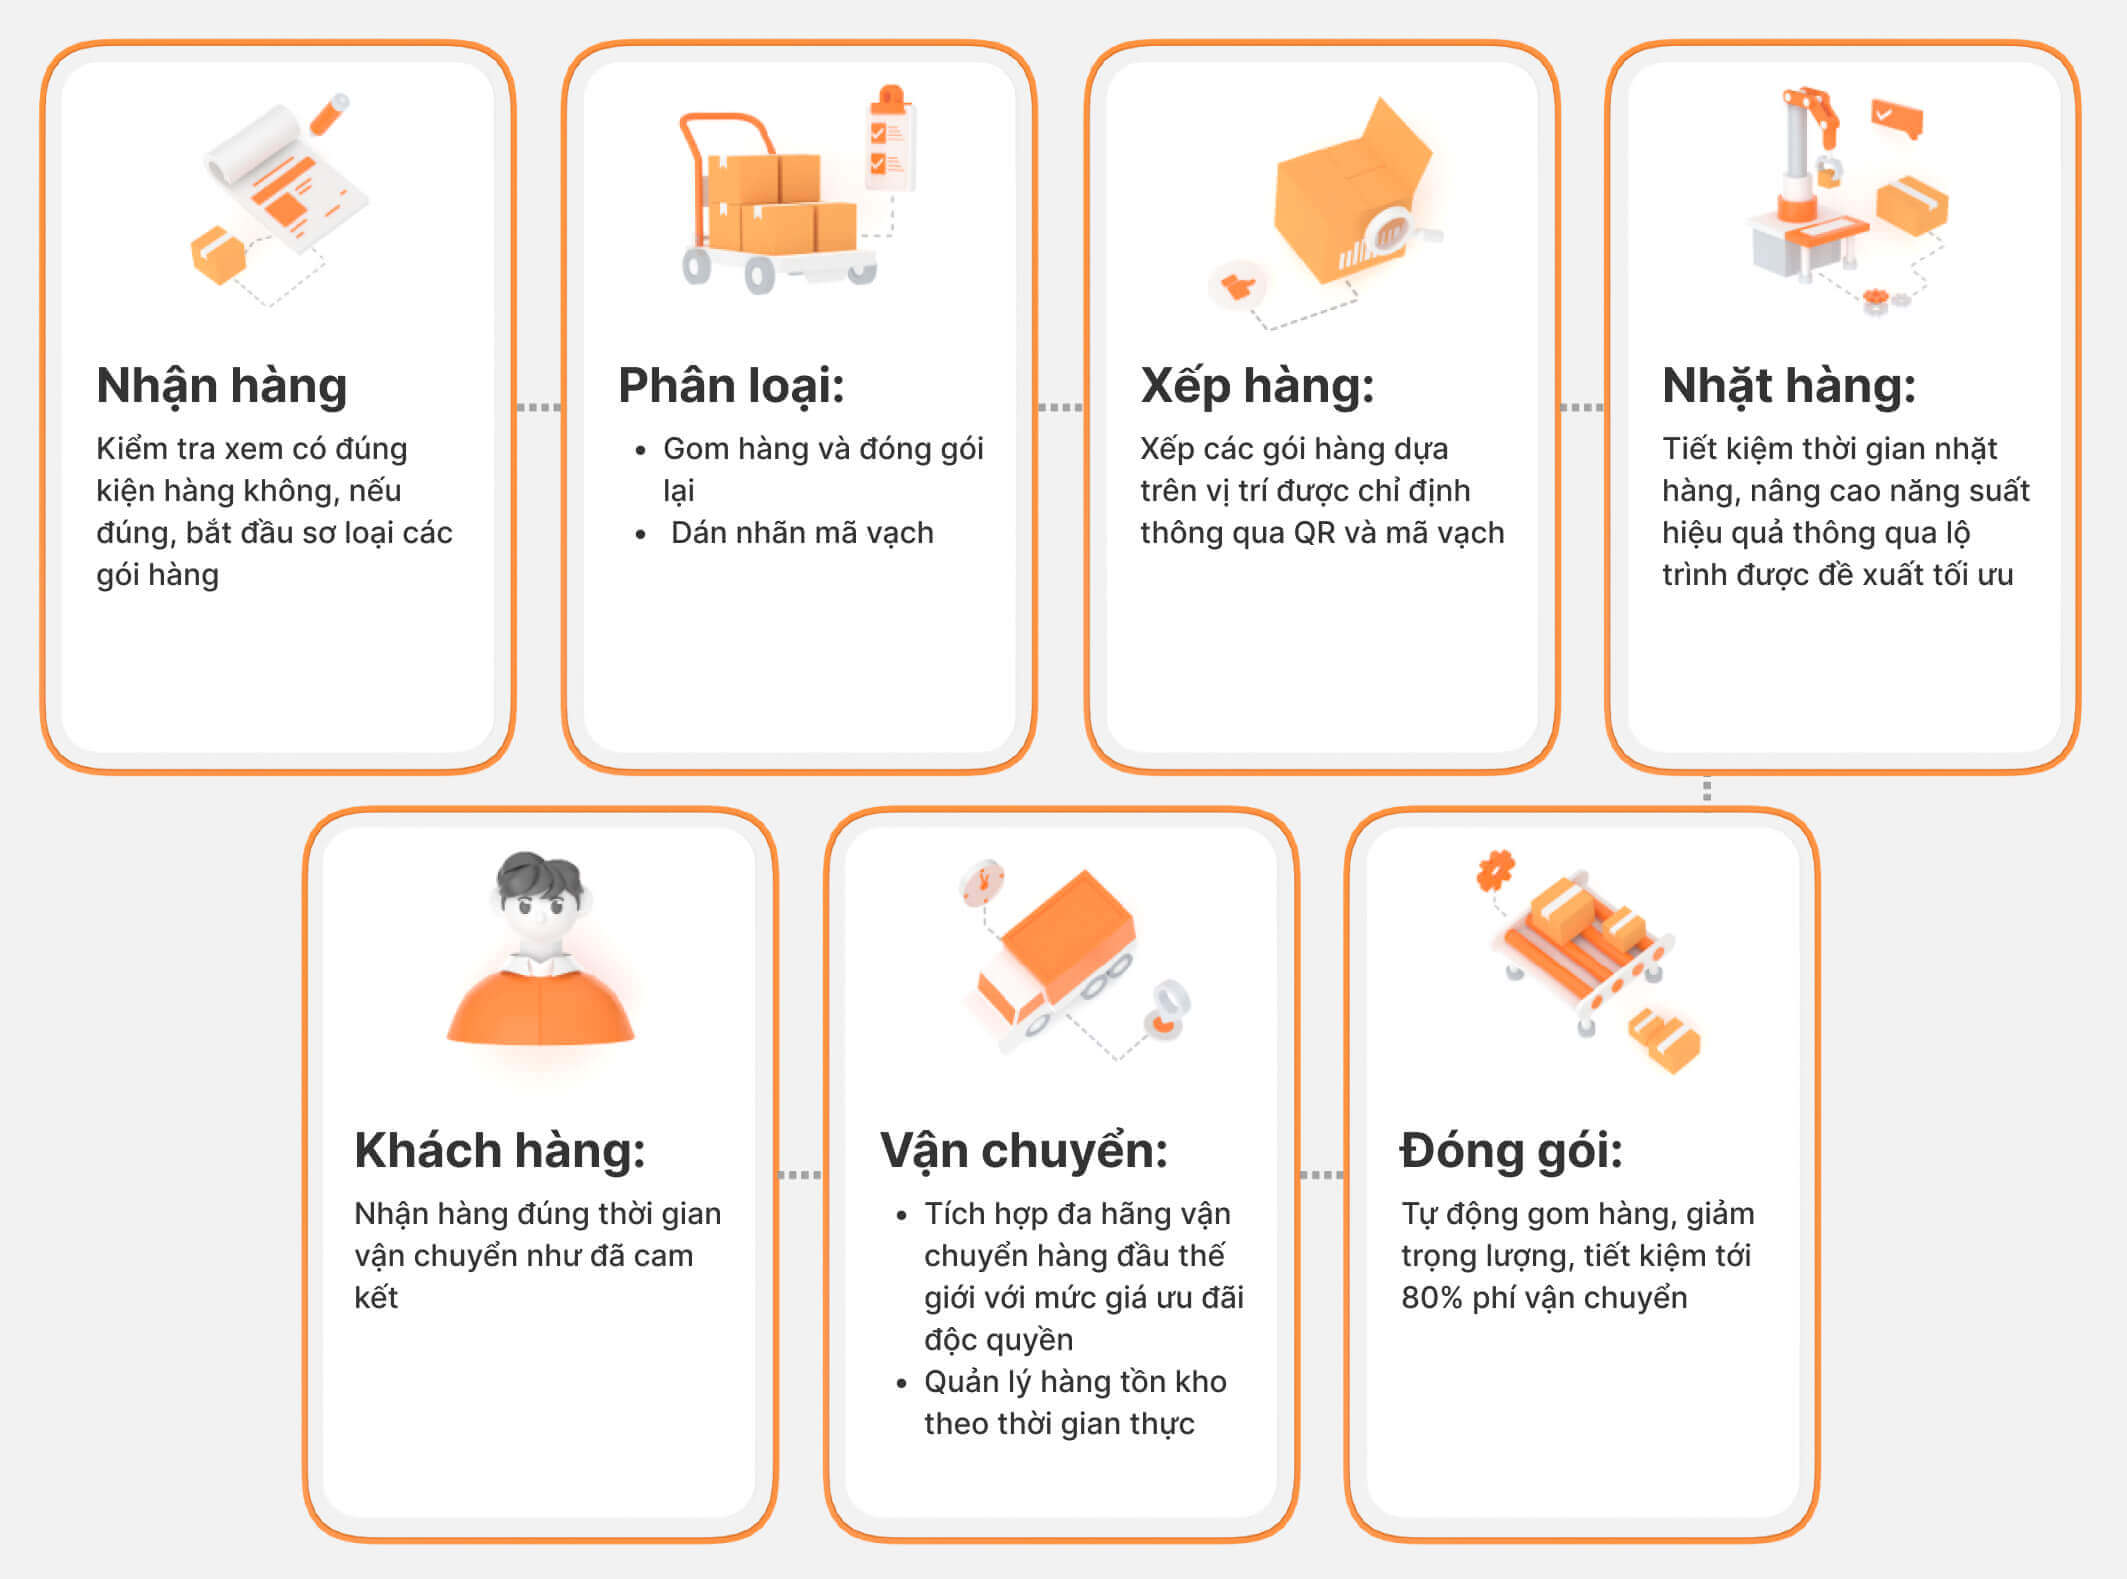 Nhận hàng
Kiểm tra xem có đúng
kiện hàng không, nếu
đúng, bắt đầu sơ loại các
gói hàng
Phân loại:
• Gom hàng và đóng gói
lại
• Dán nhãn mã vạch
Xếp hàng:
Xếp các gói hàng dựa
trên vị trí được chỉ định
thông qua QR và mã vạch
Nhặt hàng:
Tiết kiệm thời gian nhặt
hàng, nâng cao năng suất
hiệu quả thông qua lộ
trình được đề xuất tối ưu
Khách hàng:
Nhận hàng đúng thời gian
vận chuyển như đã cam
kết
Vận chuyển:
• Tích hợp đa hãng vận
chuyển hàng đầu thế
giới với mức giá ưu đãi
độc quyền
• Quản lý hàng tồn kho
theo thời gian thực
Đóng gói:
Tự động gom hàng, giảm
trọng lượng, tiết kiệm tới
80% phí vận chuyển